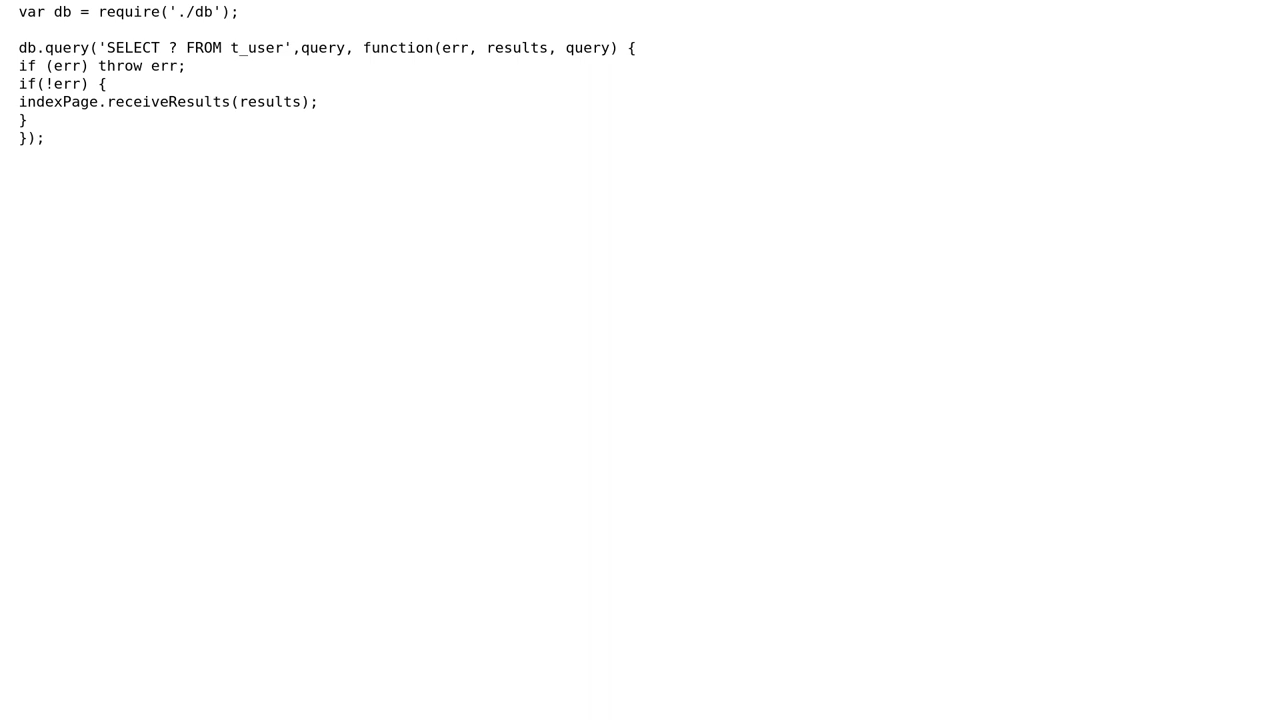 var db = require('./db');

db.query('SELECT ? FROM t_user',query, function(err, results, query) {
if (err) throw err;
if(!err) {
indexPage.receiveResults(results);
}
});